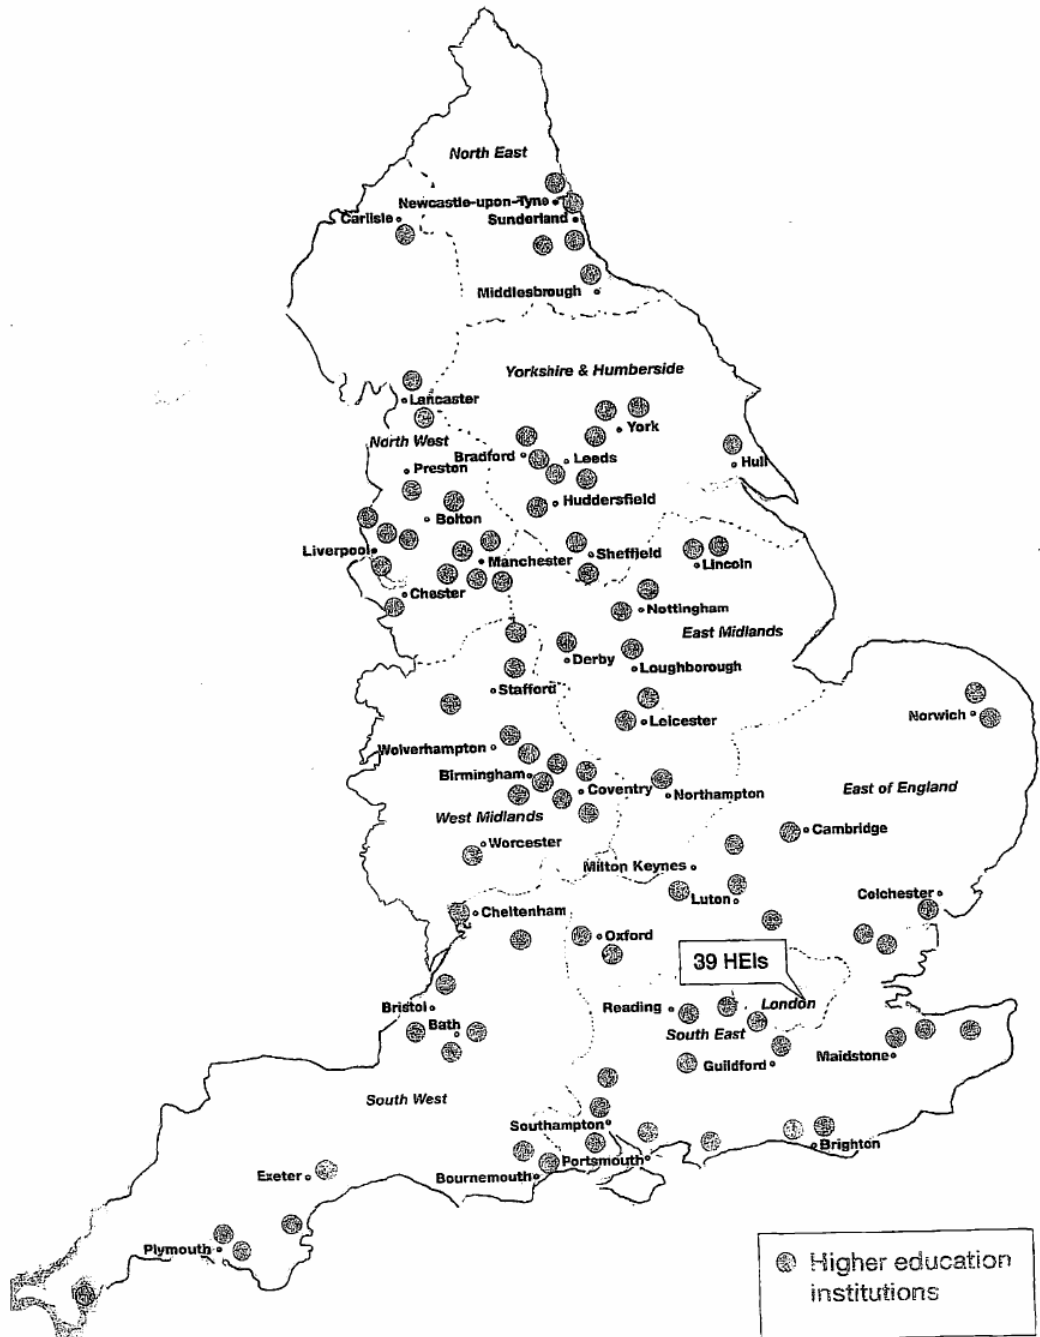 North East
Newcastle-upon-Tyne
Carlisle
Sunderland
Middlesbrough
Yorkshire & Humberside
Lancaster
York
North West
Bradford
Leeds
Hull
Preston
Huddersfield
Bolton
Liverpool
Manchester
Sheffield
Lincoln
Chester
Nottingham
East Midlands
Derby
Loughborough
Stafford
Leicester
Norwich
Wolverhampton
Birmingham
Coventry
Northampton
East of England
West Midlands
Cambridge
Worcester
Milton Keynes
Luton
Colchester
Cheltenham
Oxford
39 HEIs
Bristol
Reading
London
Bath
South East
Guildford
Maidstone
South West
Southampton
Brighton
Portsmouth
Exeter
Bournemouth
Plymouth
Higher education
institutions